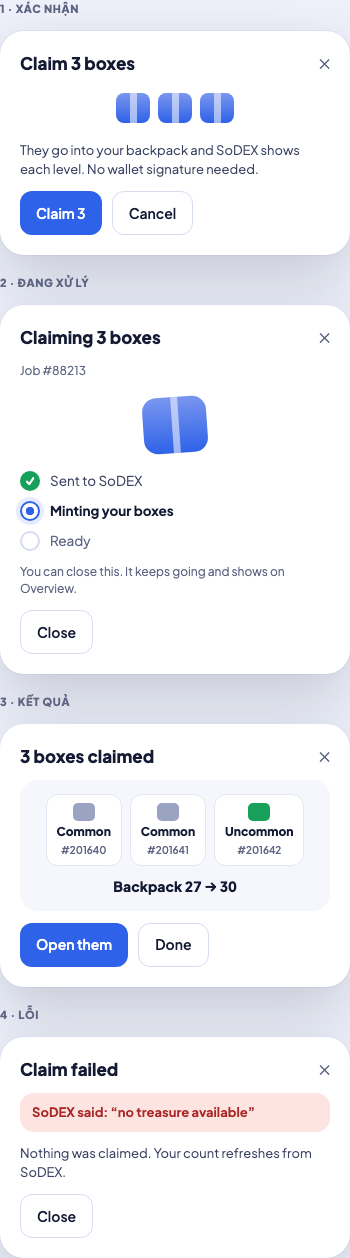 1 · XÁC NHẬN
Claim 3 boxes
They go into your backpack and SoDEX shows
each level. No wallet signature needed.
Claim 3
Cancel
2 · ĐANG XỬ LÝ
Claiming 3 boxes
Job #88213
Sent to SoDEX
Minting your boxes
Ready
You can close this. It keeps going and shows on
Overview.
Close
3 · KẾT QUẢ
3 boxes claimed
Common
#201640
Common
#201641
Uncommon
#201642
Backpack 27 → 30
Open them
Done
4 · LỖI
Claim failed
SoDEX said: “no treasure available”
Nothing was claimed. Your count refreshes from
SoDEX.
Close